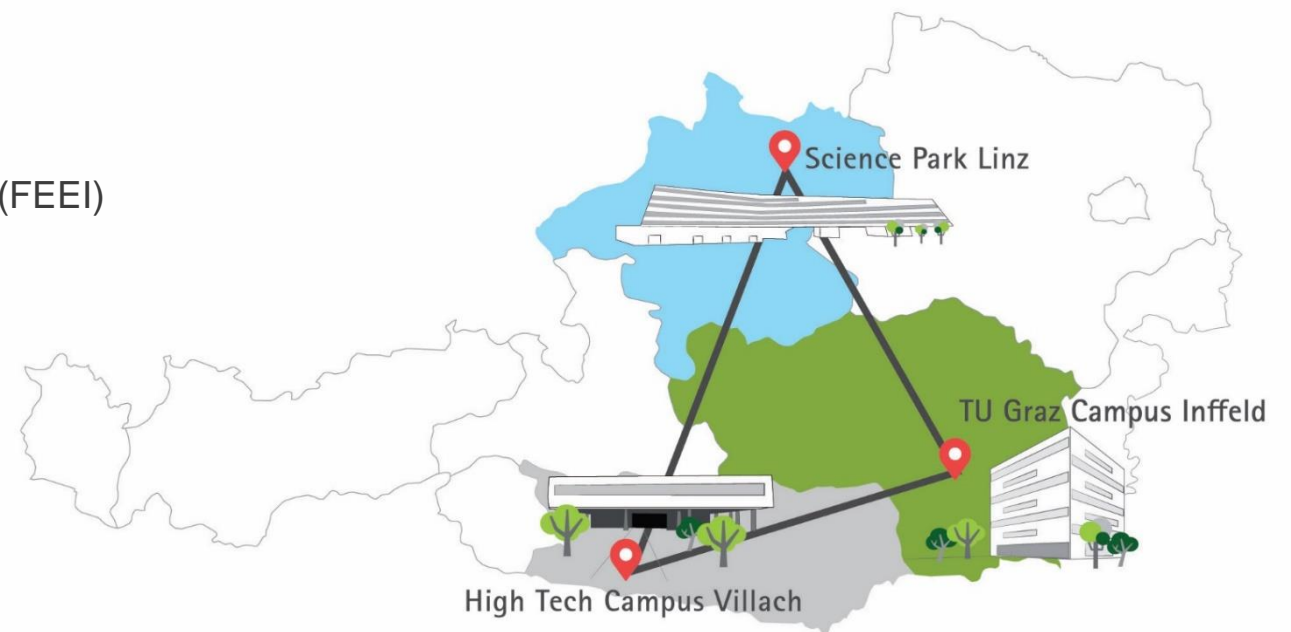 (FEEI)
Science Park Linz
TU Graz Campus Inffeld
High Tech Campus Villach